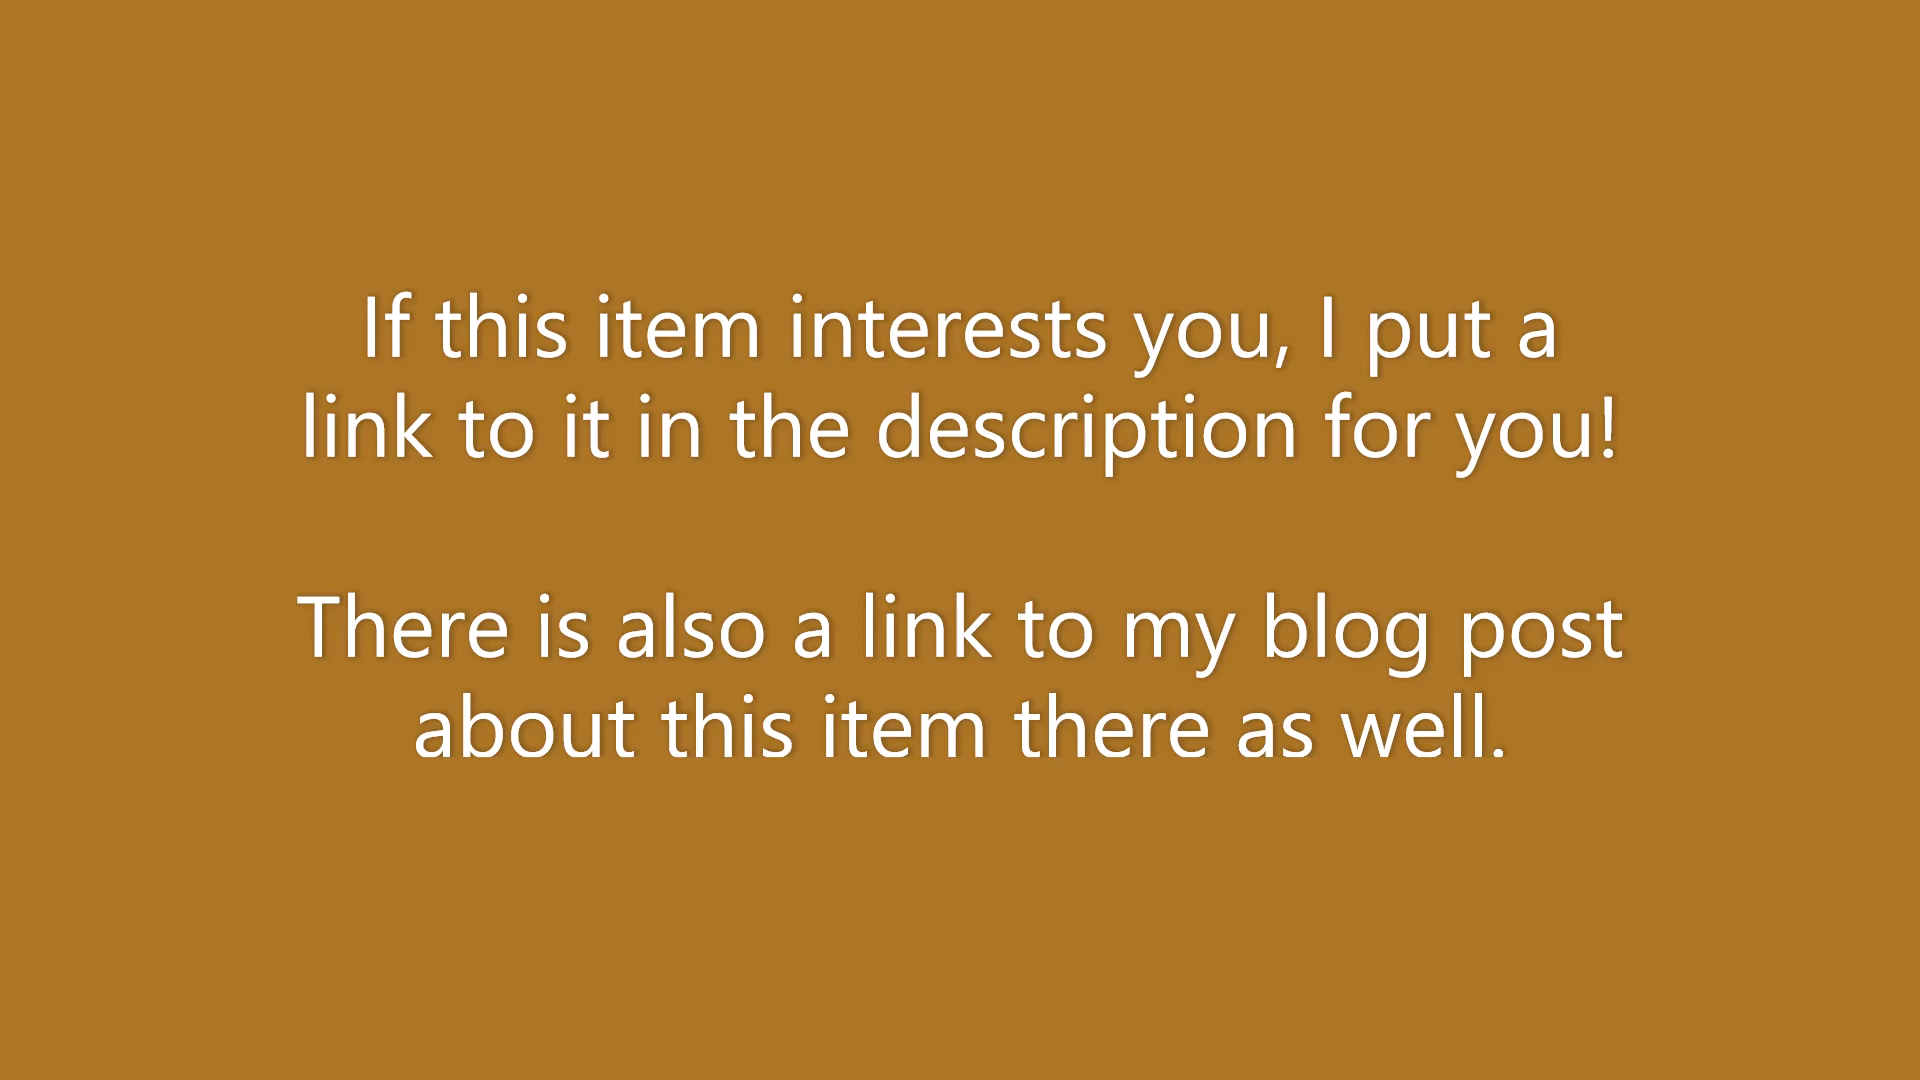 If this item interests you, I put a
link to it in the description for you!
There is also a link to my blog post
about this item there as well.